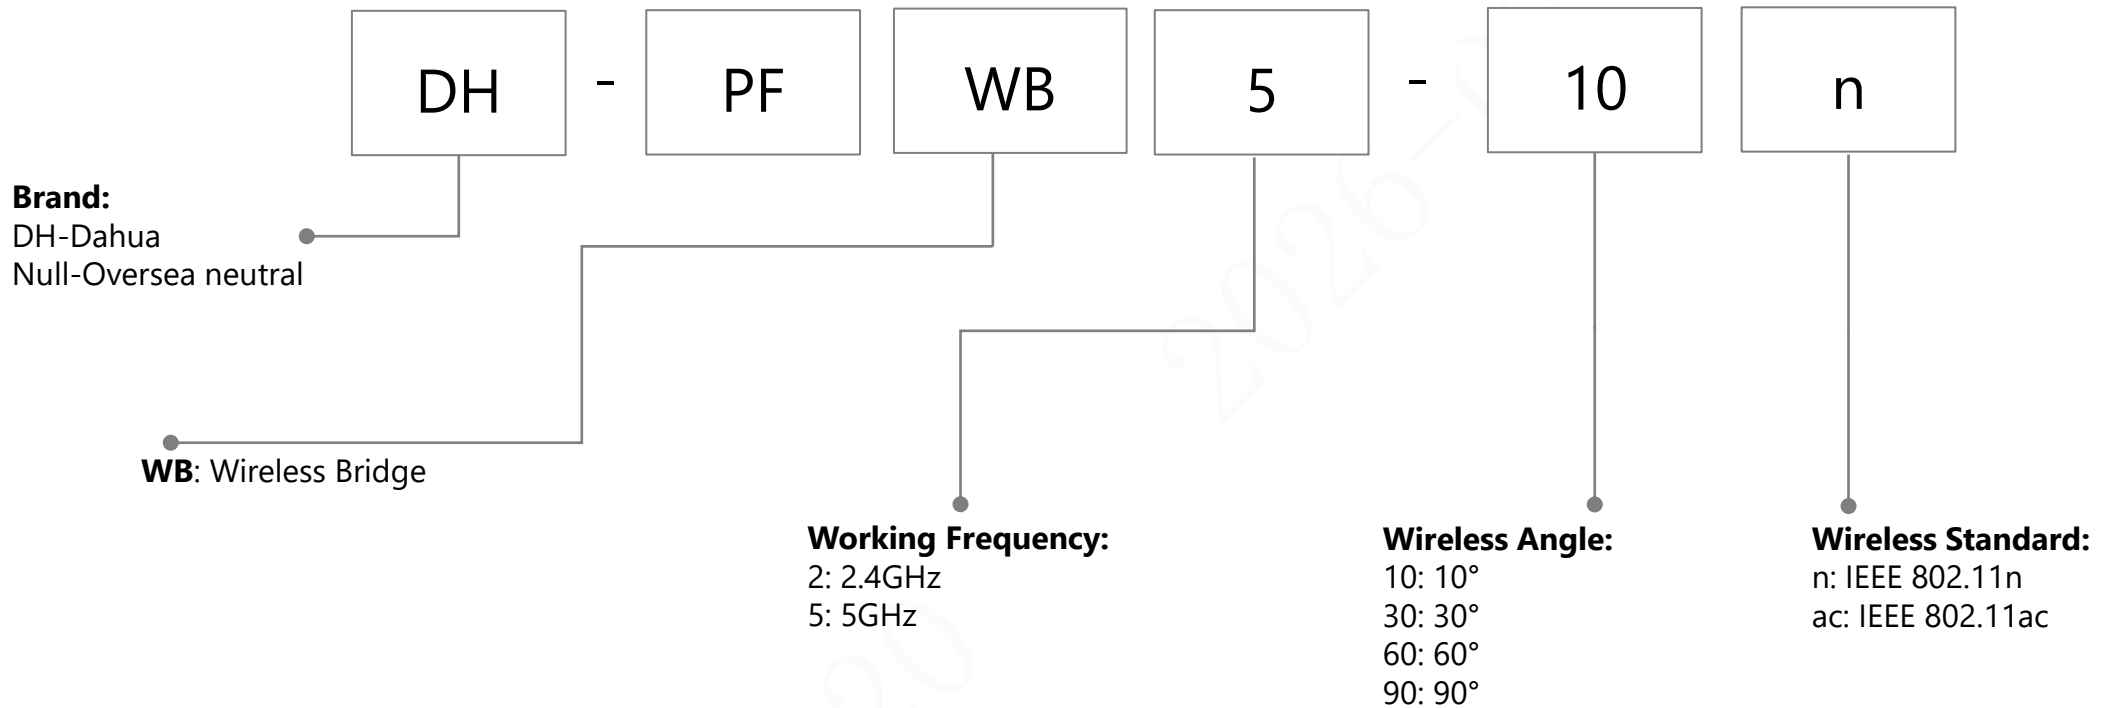 DH - PF WB 5 - 10 n
Brand:
DH-Dahua
Null-Oversea neutral
WB: Wireless Bridge
Working Frequency:
2: 2.4GHz
5: 5GHz
Wireless Angle:
10: 10°
30: 30°
60: 60°
90: 90°
Wireless Standard:
n: IEEE 802.11n
ac: IEEE 802.11ac